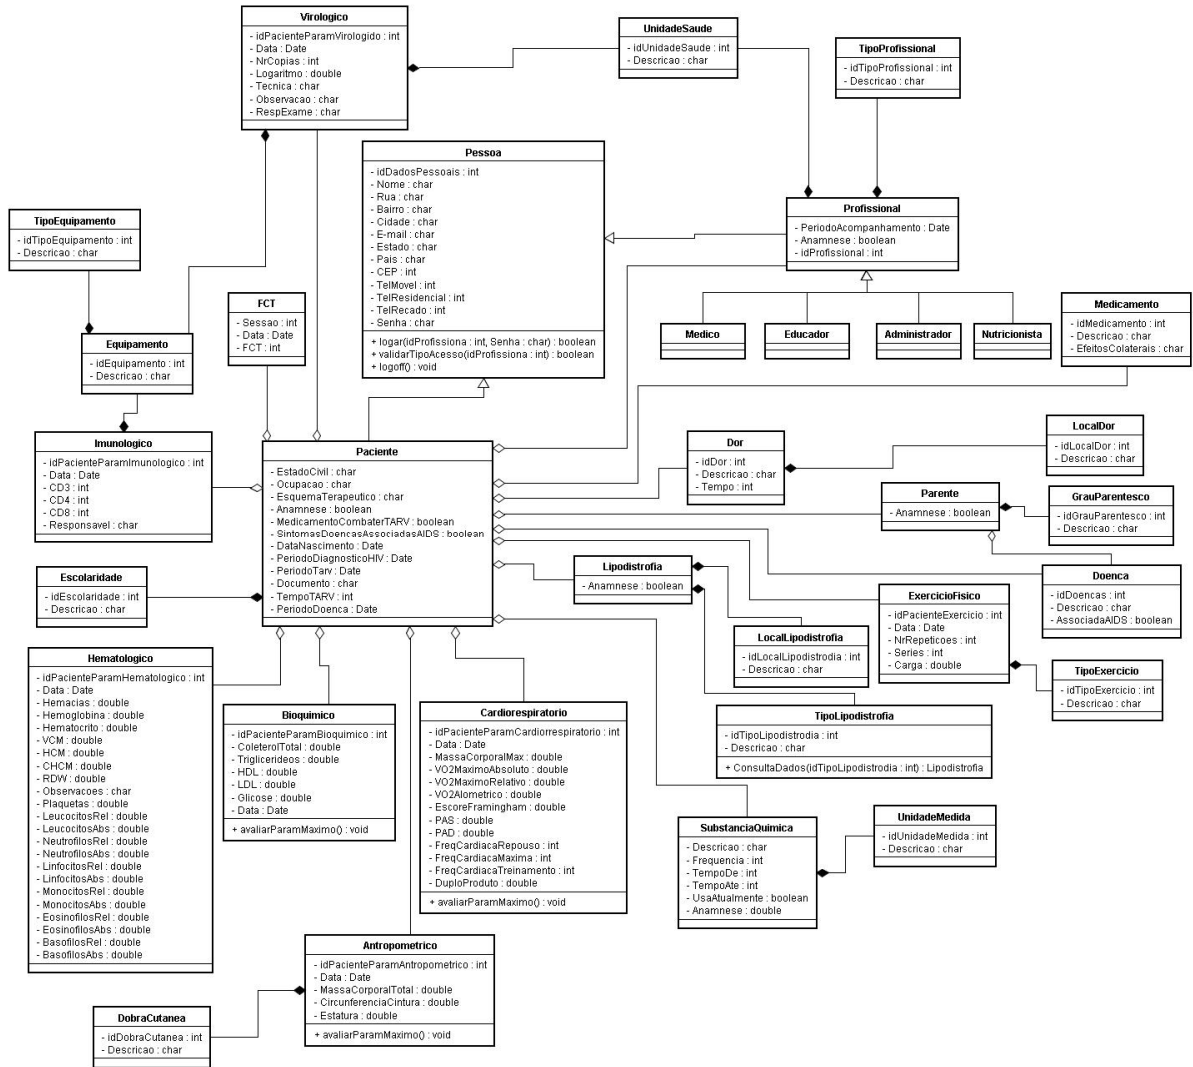 Virologico
- idPacienteParamVirologido : int
- Data : Date
- NrCopias : int
- Logaritmo : double
- Tecnica : char
- Observacao : char
- RespExame : char
UnidadeSaude
- idUnidadeSaude : int
- Descricao : char
TipoProfissional
- idTipoProfissional : int
- Descricao : char
Pessoa
- idDadosPessoais : int
- Nome : char
- Rua : char
- Bairro : char
- Cidade : char
- E-mail : char
- Estado : char
- Pais : char
- CEP : int
- TelMovel : int
- TelResidencial : int
- TelRecado : int
- Senha : char
+ logar(idProfissiona : int, Senha : char) : boolean
+ validarTipoAcesso(idProfissiona : int) : boolean
+ logoff() : void
Profissional
- PeriodoAcompanhamento : Date
- Anamnese : boolean
- idProfissional : int
TipoEquipamento
- idTipoEquipamento : int
- Descricao : char
FCT
- Sessao : int
- Data : Date
- FCT : int
Equipamento
- idEquipamento : int
- Descricao : char
Medico
Educador
Administrador
Nutricionista
Medicamento
- idMedicamento : int
- Descricao : char
- EfeitosColaterais : char
Imunologico
- idPacienteParamImunologico : int
- Data : Date
- CD3 : int
- CD4 : int
- CD8 : int
- Responsavel : char
Paciente
- EstadoCivil : char
- Ocupacao : char
- EsquemaTerapeutico : char
- Anamnese : boolean
- MedicamentoCombaterTARV : boolean
- SintomasDoencasAssociadasAIDS : boolean
- DataNascimento : Date
- PeriodoDiagnosticoHIV : Date
- PeriodoTarv : Date
- Documento : char
- TempoTARV : int
- PeriodoDoenca : Date
Dor
- idDor : int
- Descricao : char
- Tempo : int
LocalDor
- idLocalDor : int
- Descricao : char
Parente
- Anamnese : boolean
GrauParentesco
- idGrauParentesco : int
- Descricao : char
Escolaridade
- idEscolaridade : int
- Descricao : char
Lipodistrofia
- Anamnese : boolean
Doenca
- idDoencas : int
- Descricao : char
- AssociadaAIDS : boolean
ExercicioFisico
- idPacienteExercicio : int
- Data : Date
- NrRepeticoes : int
- Series : int
- Carga : double
LocalLipodistrofia
- idLocalLipodistrodia : int
- Descricao : char
TipoExercicio
- idTipoExercicio : int
- Descricao : char
Hematologico
- idPacienteParamHematologico : int
- Data : Date
- Hemacias : double
- Hemoglobina : double
- Hematocrito : double
- VCM : double
- HCM : double
- CHCM : double
- RDW : double
- Observacoes : char
- Plaquetas : double
- LeucocitosRel : double
- LeucocitosAbs : double
- NeutrofilosRel : double
- NeutrofilosAbs : double
- LinfocitosRel : double
- LinfocitosAbs : double
- MonocitosRel : double
- MonocitosAbs : double
- EosinofilosRel : double
- EosinofilosAbs : double
- BasofilosRel : double
- BasofilosAbs : double
Bioquimico
- idPacienteParamBioquimico : int
- ColeterolTotal : double
- Triglicerideos : double
- HDL : double
- LDL : double
- Glicose : double
- Data : Date
+ avaliarParamMaximo() : void
Cardiorespiratorio
- idPacienteParamCardiorrespiratorio : int
- Data : Date
- MassaCorporalMax : double
- VO2MaximoAbsoluto : double
- VO2MaximoRelativo : double
- VO2Alometrico : double
- EscoreFramingham : double
- PAS : double
- PAD : double
- FreqCardiacaRepouso : int
- FreqCardiacaMaxima : int
- FreqCardiacaTreinamento : int
- DuploProduto : double
+ avaliarParamMaximo() : void
TipoLipodistrofia
- idTipoLipodistrodia : int
- Descricao : char
+ ConsultaDados(idTipoLipodistrodia : int) : Lipodistrofia
SubstanciaQuimica
- Descricao : char
- Frequencia : int
- TempoDe : int
- TempoAte : int
- UsaAtualmente : boolean
- Anamnese : double
UnidadeMedida
- idUnidadeMedida : int
- Descricao : char
Antropometrico
- idPacienteParamAntropometrico : int
- Data : Date
- MassaCorporalTotal : double
- CircunferenciaCintura : double
- Estatura : double
+ avaliarParamMaximo() : void
DobraCutanea
- idDobraCutanea : int
- Descricao : char